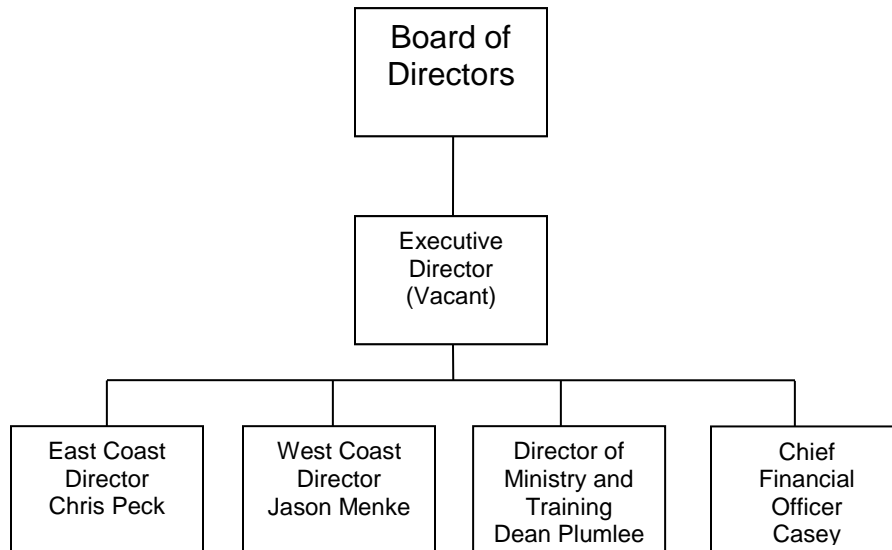 Board of
Directors
Executive
Director
(Vacant)
East Coast
Director
Chris Peck
West Coast
Director
Jason Menke
Director of
Ministry and
Training
Dean Plumlee
Chief
Financial
Officer
Casey